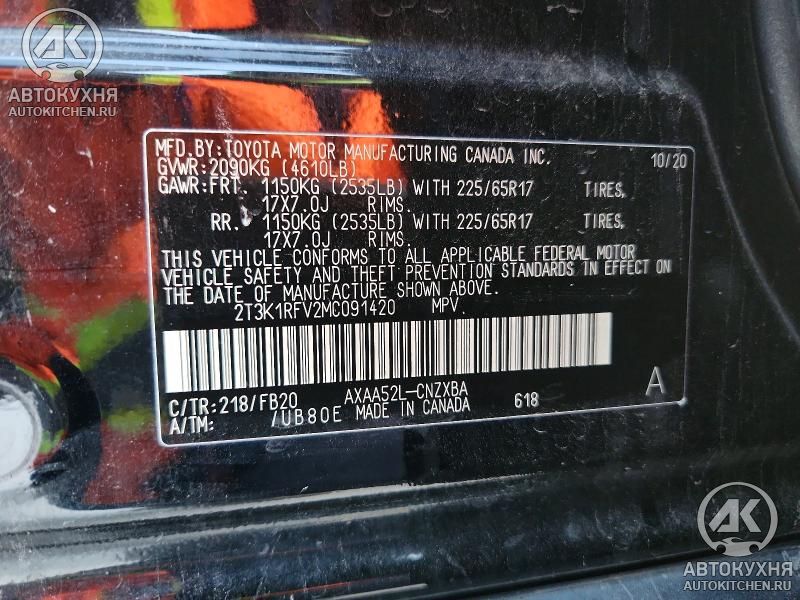 АК
АВТОКУХНЯ
AUTOKITCHEN.RU
MFD.BY:TOYOTA MOTOR MANUFACTURING CANADA INC. 10/20
GVWR:2090KG (4610LB)
GAWR:FRT. 1150KG (2535LB) WITH 225/65R17 TIRES,
17X7.0J RIMS.
RR. 1150KG (2535LB) WITH 225/65R17 TIRES,
17X7.0J RIMS.
THIS VEHICLE CONFORMS TO ALL APPLICABLE FEDERAL MOTOR
VEHICLE SAFETY AND THEFT PREVENTION STANDARDS IN EFFECT ON
THE DATE OF MANUFACTURE SHOWN ABOVE.
2T3K1RFV2MC091420 MPV.
C/TR:218/FB20 AXAA52L-CNZXBA A
A/TM: /UB80E MADE IN CANADA 618
АК
АВТОКУХНЯ
AUTOKITCHEN.RU